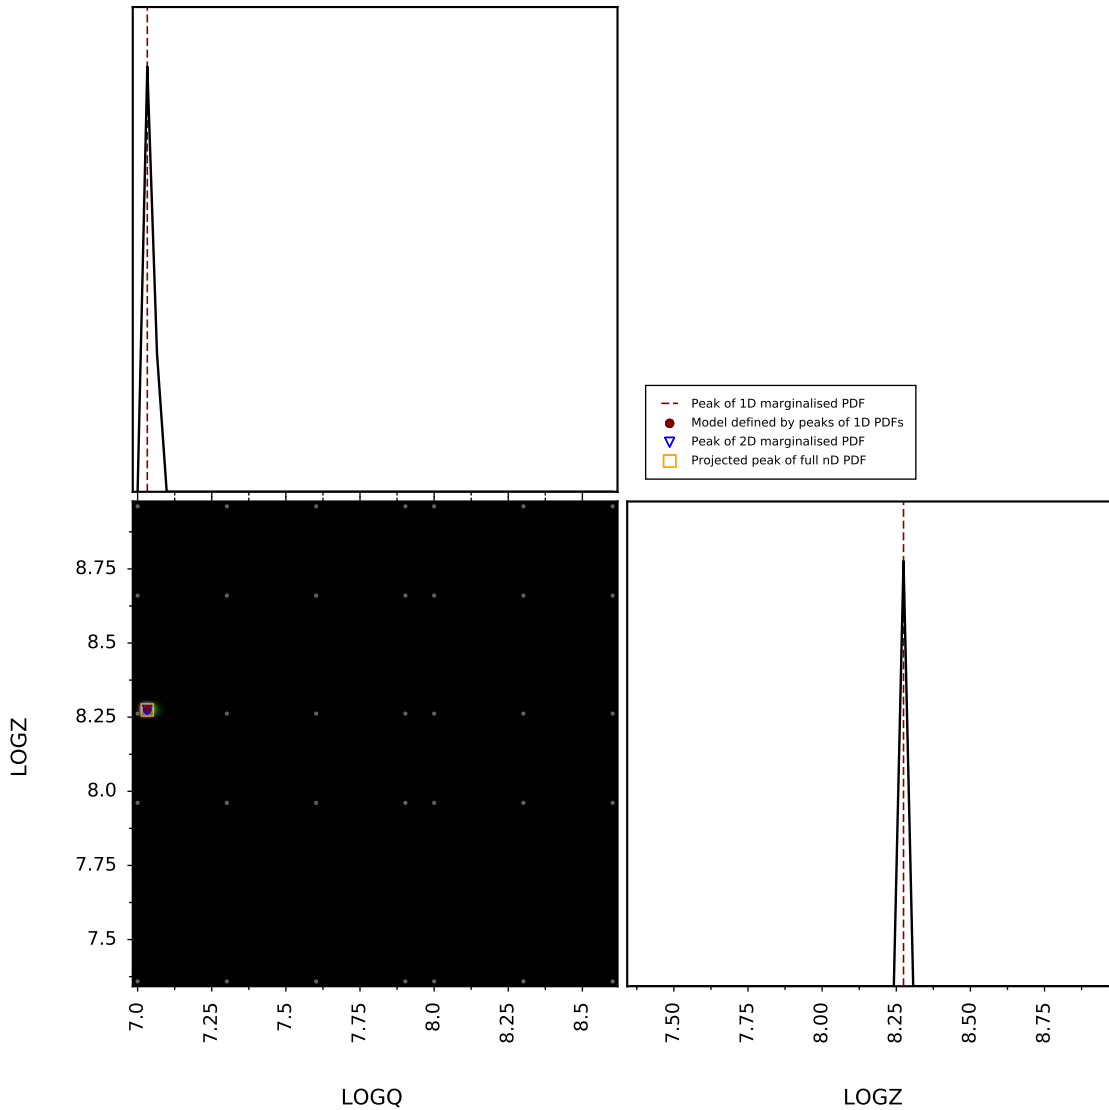 Peak of 1D marginalised PDF
Model defined by peaks of 1D PDFs
Peak of 2D marginalised PDF
Projected peak of full nD PDF
LOGZ
8.75
8.5
8.25
8.0
7.75
7.5
7.0 7.25 7.5 7.75 8.0 8.25 8.5
7.50 7.75 8.00 8.25 8.50 8.75
LOGQ
LOGZ